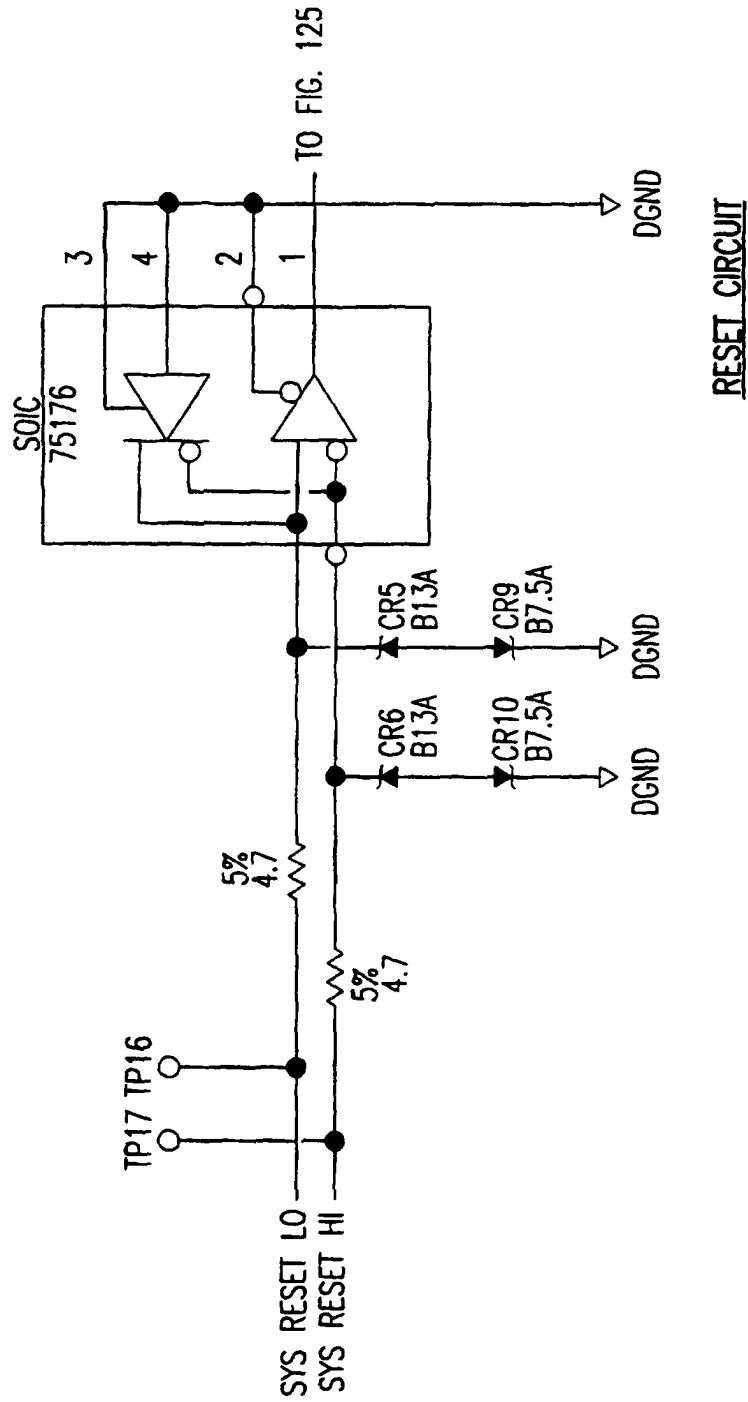 SOIC
75176
3
4
2
1
TO FIG. 125
DGND
5%
4.7
5%
4.7
CR5
B13A
CR9
B7.5A
DGND
CR6
B13A
CR10
B7.5A
DGND
TP17 TP16
SYS RESET LO
SYS RESET HI
RESET CIRCUIT